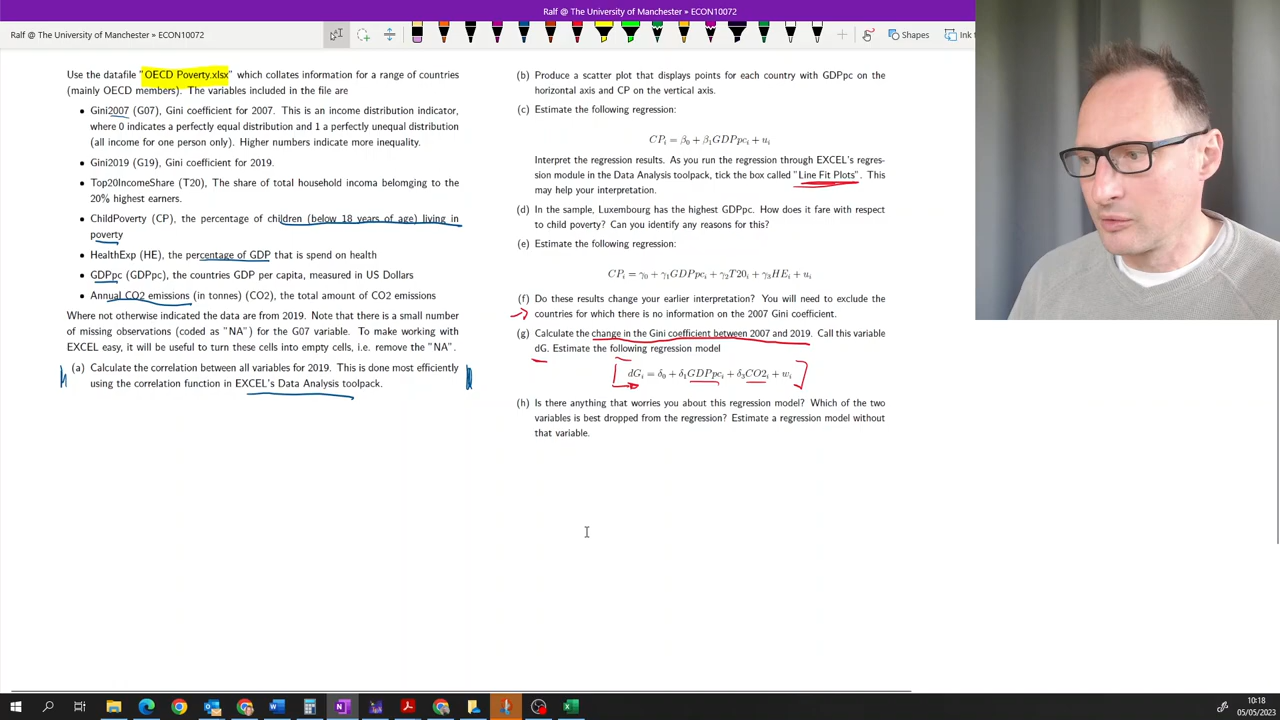 Ralf @ The University of Manchester » ECON10072
Ralf @ The University of Manchester » ECON10072
Shapes
Ink
Use the datafile "OECD Poverty.xlsx" which collates information for a range of countries
(mainly OECD members). The variables included in the file are
• Gini2007 (G07), Gini coefficient for 2007. This is an income distribution indicator,
where 0 indicates a perfectly equal distribution and 1 a perfectly unequal distribution
(all income for one person only). Higher numbers indicate more inequality.
• Gini2019 (G19), Gini coefficient for 2019.
• Top20IncomeShare (T20), The share of total household incoma belomging to the
20% highest earners.
• ChildPoverty (CP), the percentage of children (below 18 years of age) living in
poverty
• HealthExp (HE), the percentage of GDP that is spend on health
• GDPpc (GDPpc), the countries GDP per capita, measured in US Dollars
• Annual CO2 emissions (in tonnes) (CO2), the total amount of CO2 emissions
Where not otherwise indicated the data are from 2019. Note that there is a small number
of missing observations (coded as "NA") for the G07 variable. To make working with
EXCEL easy, it will be useful to turn these cells into empty cells, i.e. remove the "NA".
(a) Calculate the correlation between all variables for 2019. This is done most efficiently
using the correlation function in EXCEL's Data Analysis toolpack.
(b) Produce a scatter plot that displays points for each country with GDPpc on the
horizontal axis and CP on the vertical axis.
(c) Estimate the following regression:
CPᵢ = β₀ + β₁GDPpcᵢ + uᵢ
Interpret the regression results. As you run the regression through EXCEL's regres-
sion module in the Data Analysis toolpack, tick the box called "Line Fit Plots". This
may help your interpretation.
(d) In the sample, Luxembourg has the highest GDPpc. How does it fare with respect
to child poverty? Can you identify any reasons for this?
(e) Estimate the following regression:
CPᵢ = γ₀ + γ₁GDPpcᵢ + γ₂T20ᵢ + γ₃HEᵢ + uᵢ
(f) Do these results change your earlier interpretation? You will need to exclude the
countries for which there is no information on the 2007 Gini coefficient.
(g) Calculate the change in the Gini coefficient between 2007 and 2019. Call this variable
dG. Estimate the following regression model
dGᵢ = δ₀ + δ₁GDPpcᵢ + δ₃CO2ᵢ + wᵢ
(h) Is there anything that worries you about this regression model? Which of the two
variables is best dropped from the regression? Estimate a regression model without
that variable.
10:18
05/05/2023